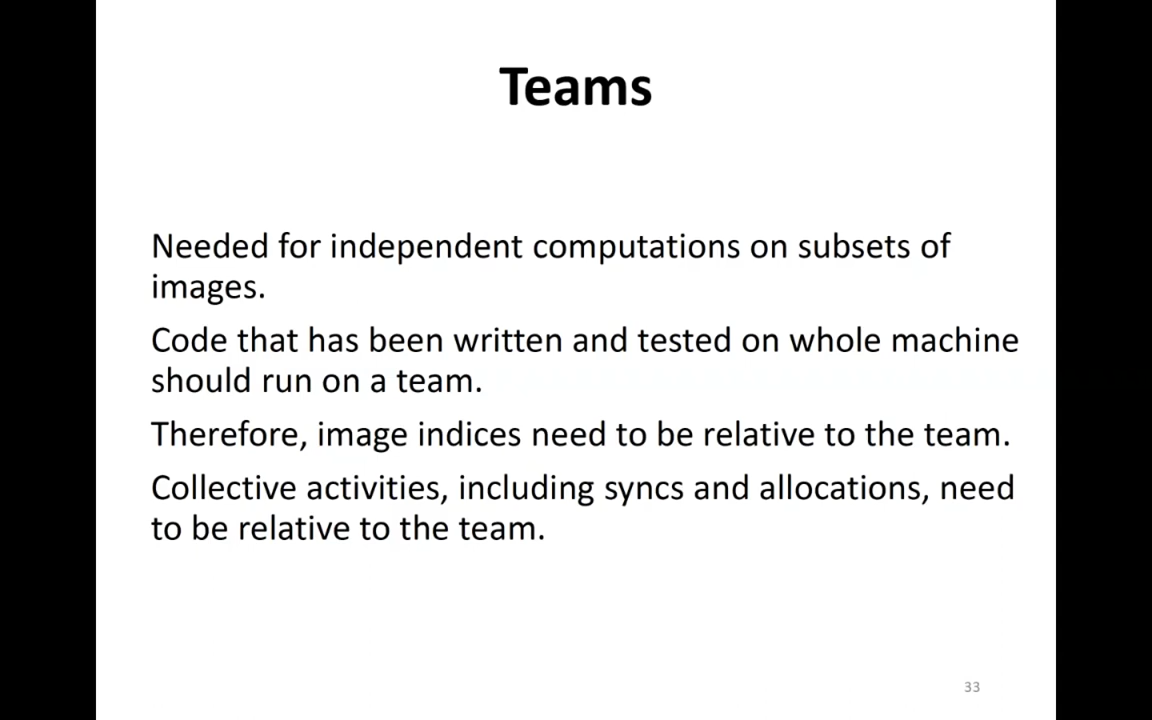 Teams
Needed for independent computations on subsets of
images.
Code that has been written and tested on whole machine
should run on a team.
Therefore, image indices need to be relative to the team.
Collective activities, including syncs and allocations, need
to be relative to the team.
33